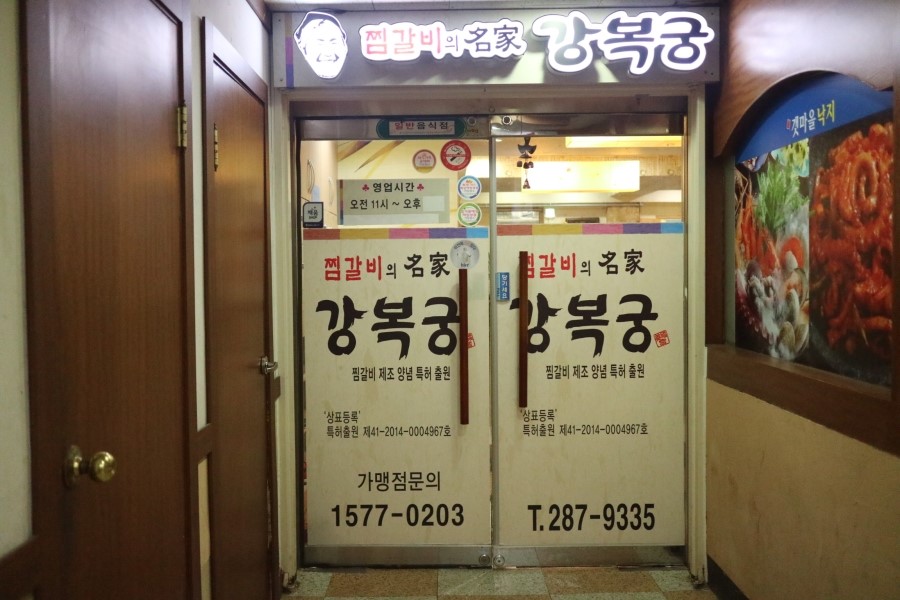 찜갈비의 名家 강복궁
일반음식점
갯마을낙지
영업시간
오전 11시 ~ 오후
찜갈비의 名家
강복궁
찜갈비 제조 양념 특허 출원
'상표등록'
특허출원 제41-2014-0004967호
가맹점문의
1577-0203
당기세요
찜갈비의 名家
강복궁
찜갈비 제조 양념 특허 출원
'상표등록'
특허출원 제41-2014-0004967호
T. 287-9335